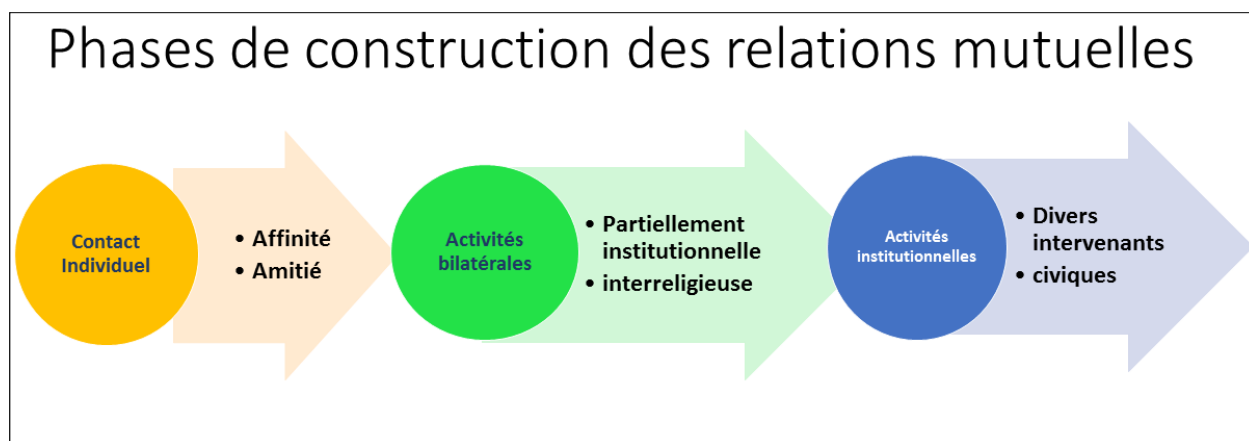 Phases de construction des relations mutuelles
Contact
Individuel
• Affinité
• Amitié
Activités
bilatérales
• Partiellement
institutionnelle
• interreligieuse
Activités
institutionnelles
• Divers
intervenants
• civiques